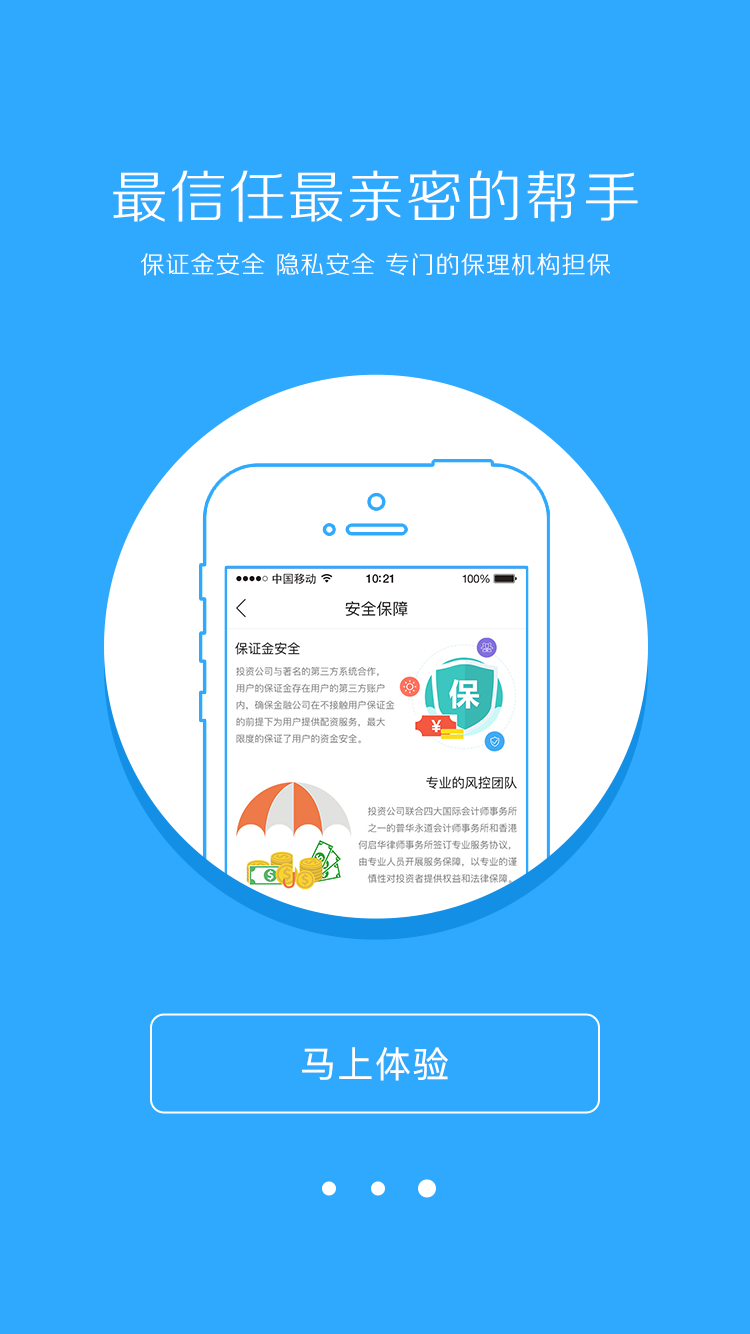 最信任最亲密的帮手
保证金安全 隐私安全 专门的保理机构担保
中国移动 10:21 100%
安全保障
保证金安全
投资公司与著名的第三方系统合作，
用户的保证金存在用户的第三方账户
内，确保金融公司在不接触用户保证金
的前提下为用户提供配资服务，最大
限度的保证了用户的资金安全。
保
¥
专业的风控团队
投资公司联合四大国际会计师事务所
之一的普华永道会计师事务所和香港
何启华律师事务所签订专业服务协议，
由专业人员开展服务保障，以专业的谨
慎性对投资者提供权益和法律保障。
$ $ $
马上体验